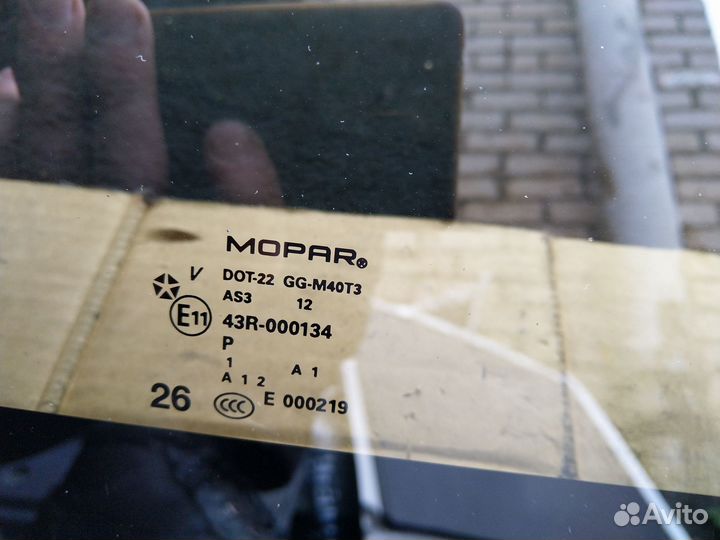 MOPAR®
V DOT-22 GG-M40T3
AS3 12
E11 43R-000134
P
1 A 1
A 1 2
26 CCC E 000219
Avito